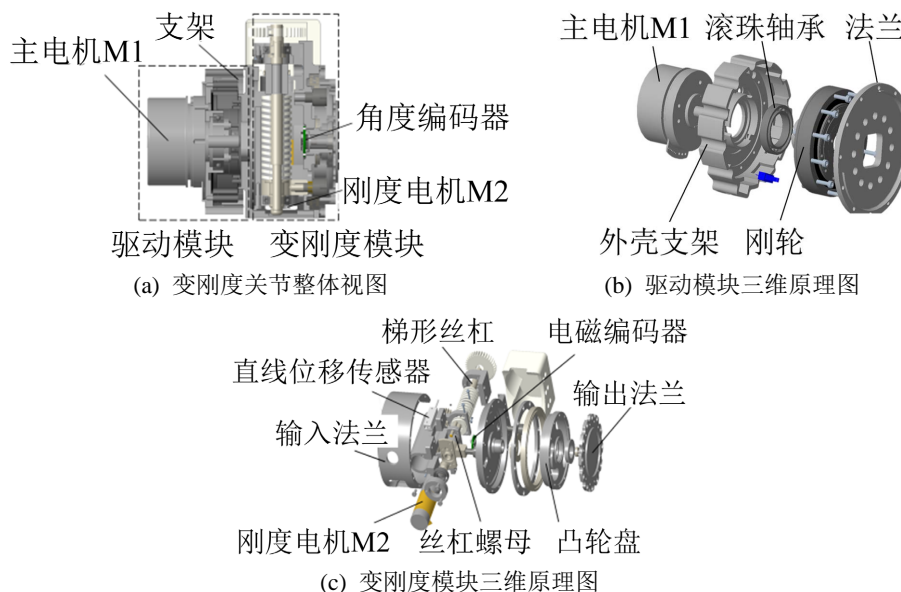 支架
主电机M1
角度编码器
刚度电机M2
驱动模块 变刚度模块
(a) 变刚度关节整体视图
主电机M1 滚珠轴承 法兰
外壳支架 刚轮
(b) 驱动模块三维原理图
梯形丝杠 电磁编码器
直线位移传感器
输出法兰
输入法兰
刚度电机M2 丝杠螺母 凸轮盘
(c) 变刚度模块三维原理图